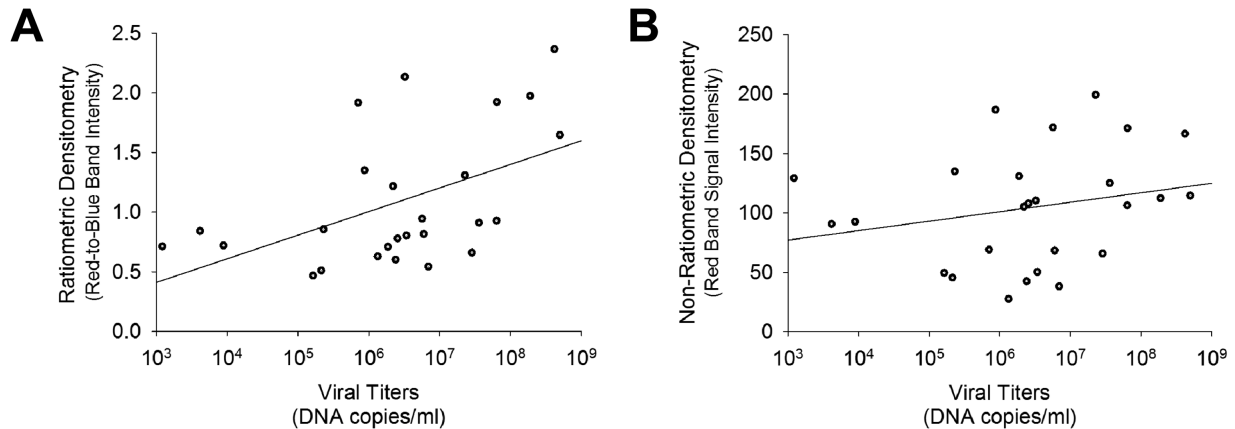 A
Ratiometric Densitometry
(Red-to-Blue Band Intensity)
2.5
2.0
1.5
1.0
0.5
0.0
10³ 10⁴ 10⁵ 10⁶ 10⁷ 10⁸ 10⁹
Viral Titers
(DNA copies/ml)
B
Non-Ratiometric Densitometry
(Red Band Signal Intensity)
250
200
150
100
50
0
10³ 10⁴ 10⁵ 10⁶ 10⁷ 10⁸ 10⁹
Viral Titers
(DNA copies/ml)